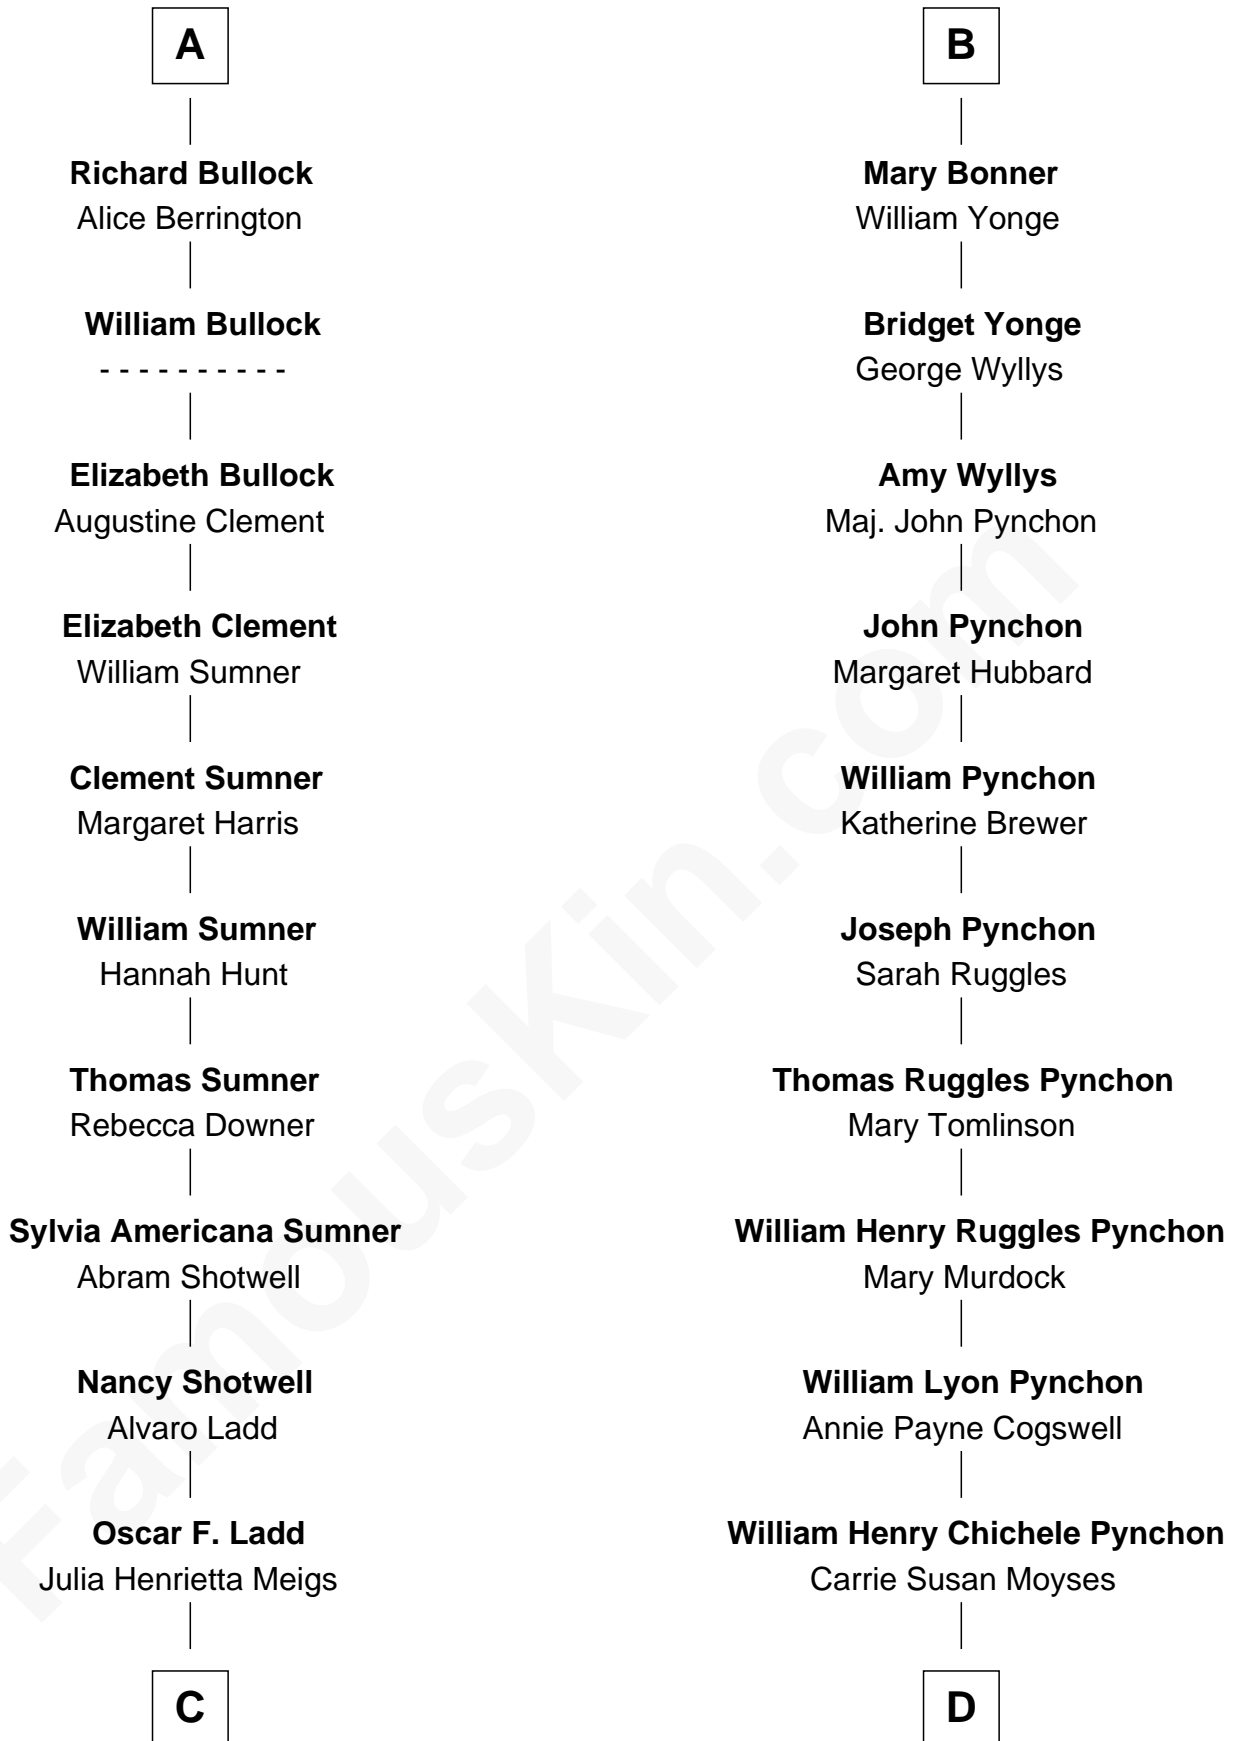 A
Richard Bullock
Alice Berrington
William Bullock
- - - - - - - - - -
Elizabeth Bullock
Augustine Clement
Elizabeth Clement
William Sumner
Clement Sumner
Margaret Harris
William Sumner
Hannah Hunt
Thomas Sumner
Rebecca Downer
Sylvia Americana Sumner
Abram Shotwell
Nancy Shotwell
Alvaro Ladd
Oscar F. Ladd
Julia Henrietta Meigs
C
B
Mary Bonner
William Yonge
Bridget Yonge
George Wyllys
Amy Wyllys
Maj. John Pynchon
John Pynchon
Margaret Hubbard
William Pynchon
Katherine Brewer
Joseph Pynchon
Sarah Ruggles
Thomas Ruggles Pynchon
Mary Tomlinson
William Henry Ruggles Pynchon
Mary Murdock
William Lyon Pynchon
Annie Payne Cogswell
William Henry Chichele Pynchon
Carrie Susan Moyses
D
FamousKin.com